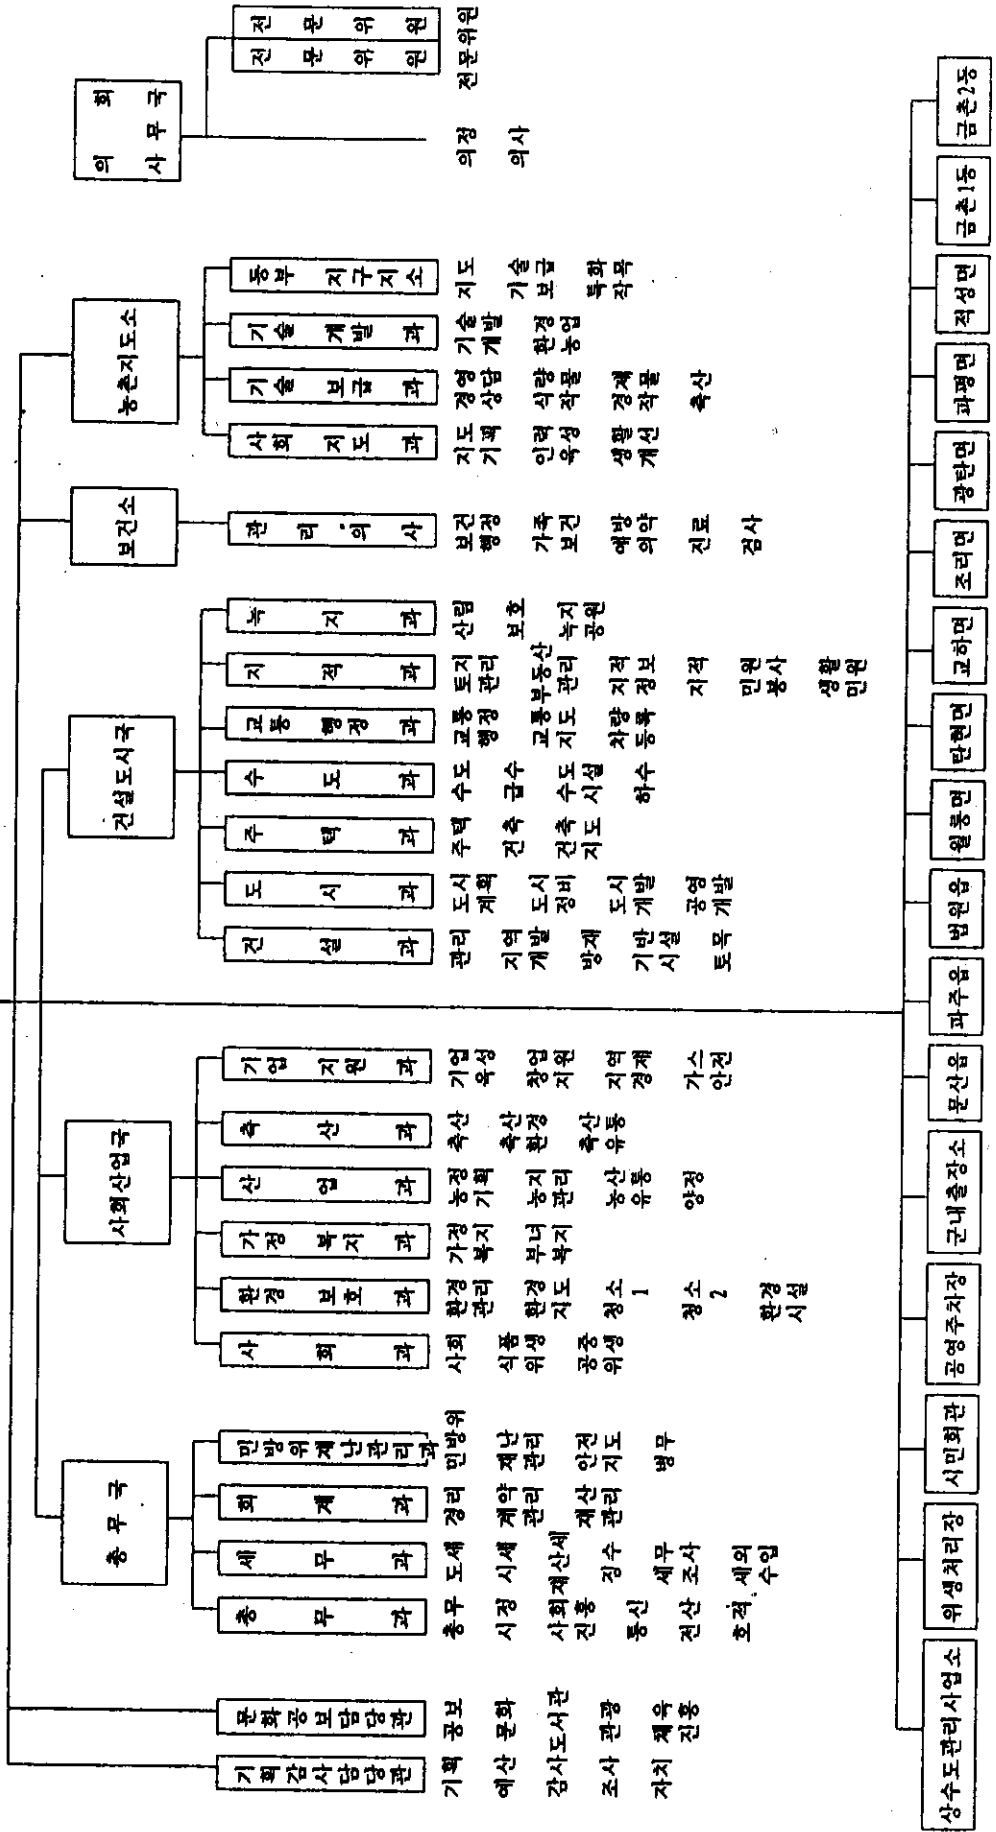 총무국
사회산업국
건설도시국
보건소
농촌지도소
의회
사무국
기획감사담당관
기획
예산
감사
조사
자치
문화공보담당관
공보
문화
도서관
관광
체육
진흥
총무과
총무
시정
사회
진흥
통신
전산
호적
세무과
도세
시세
재산세
징수
세무
조사
세외
수입
회계과
경리
계약
관리
재산
관리
민방위재난관리과
민방위
재난
관리
안전
지도
병무
사회과
사회
식품
위생
공중
위생
환경보호과
환경
관리
환경
지도
청소
1
청소
2
환경
시설
가정복지과
가정
복지
부녀
복지
산업과
농정
기획
농지
관리
농산
유통
양정
축산과
축산
축산
환경
축산
유통
기업지원과
기업
육성
창업
지원
지역
경제
가스
안전
건설과
관리
지역
개발
방재
기반
시설
토목
도시과
도시
계획
도시
정비
도시
개발
공영
개발
주택과
주택
건축
건축
지도
수도과
수도
급수
수도
시설
하수
교통행정과
교통
행정
교통
지도
차량
등록
지적과
토지
관리
부동산
관리
지적
정보
지적
민원
봉사
생활
민원
녹지과
산림
보호
녹지
공원
관리의사
보건
행정
가족
보건
예방
의약
진료
검사
사회지도과
지도
기획
인력
육성
생활
개선
기술보급과
경영
상담
식량
작물
경제
작물
축산
기술개발과
기술
개발
환경
농업
동부지구지소
지도
기술
보급
특화
작목
의정
의사
전문위원
전문위원
전문위원
상수도관리사업소
위생처리장
시민회관
공영주차장
군내출장소
문산읍
파주읍
법원읍
월롱면
탄현면
교하면
조리면
광탄면
파평면
적성면
금촌1동
금촌2동